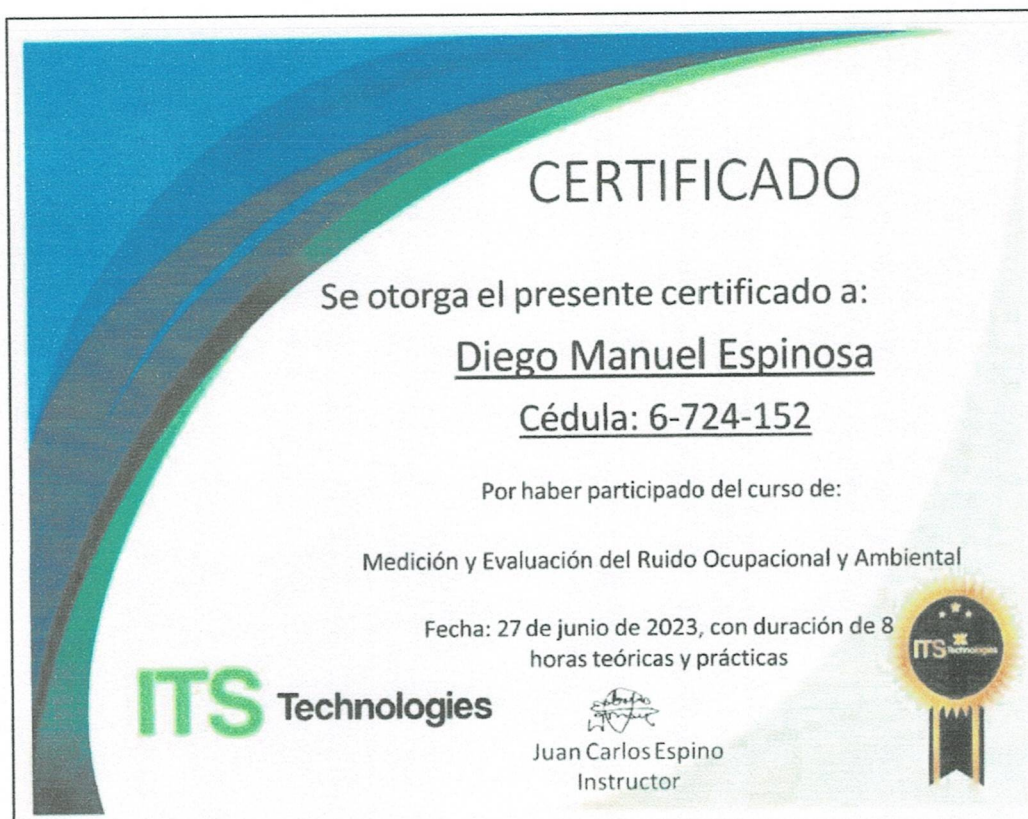 CERTIFICADO
Se otorga el presente certificado a:
Diego Manuel Espinosa
Cédula: 6-724-152
Por haber participado del curso de:
Medición y Evaluación del Ruido Ocupacional y Ambiental
Fecha: 27 de junio de 2023, con duración de 8
horas teóricas y prácticas
ITS Technologies
ITS Technologies
Juan Carlos Espino
Instructor